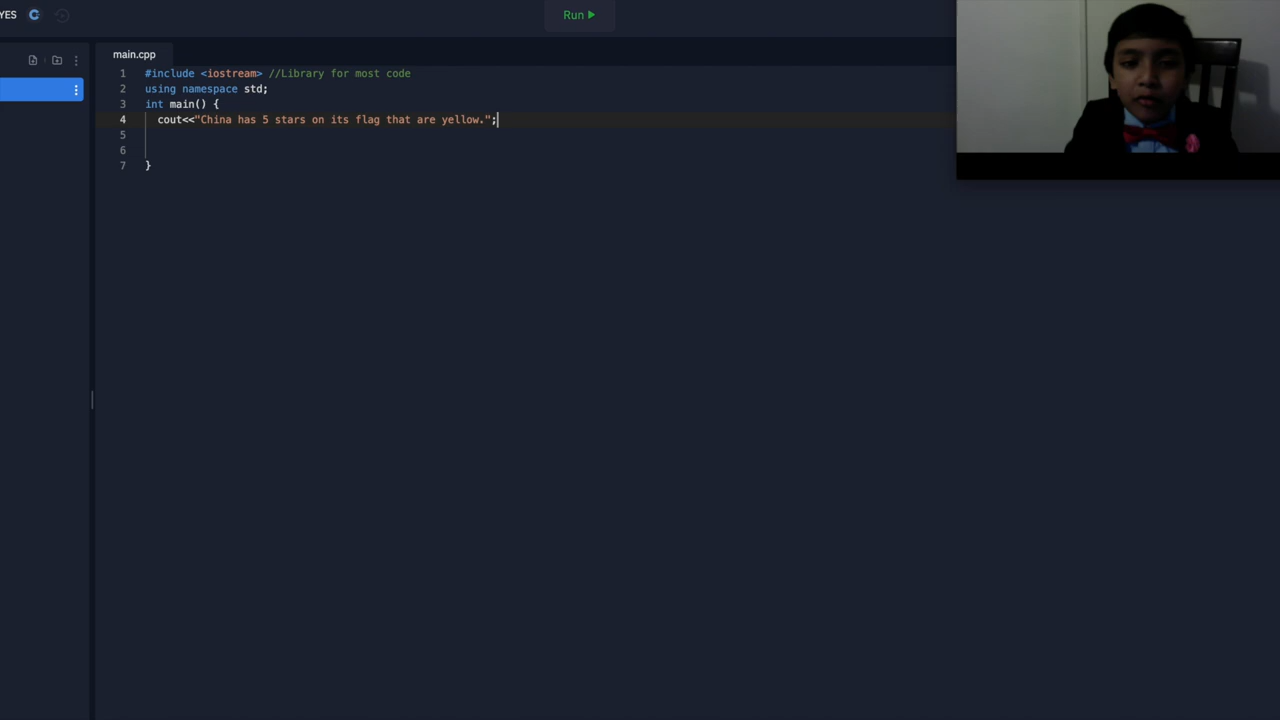 YES
Run
main.cpp
1 #include <iostream> //Library for most code
2 using namespace std;
3 int main() {
4 cout<<"China has 5 stars on its flag that are yellow.";
5
6
7 }